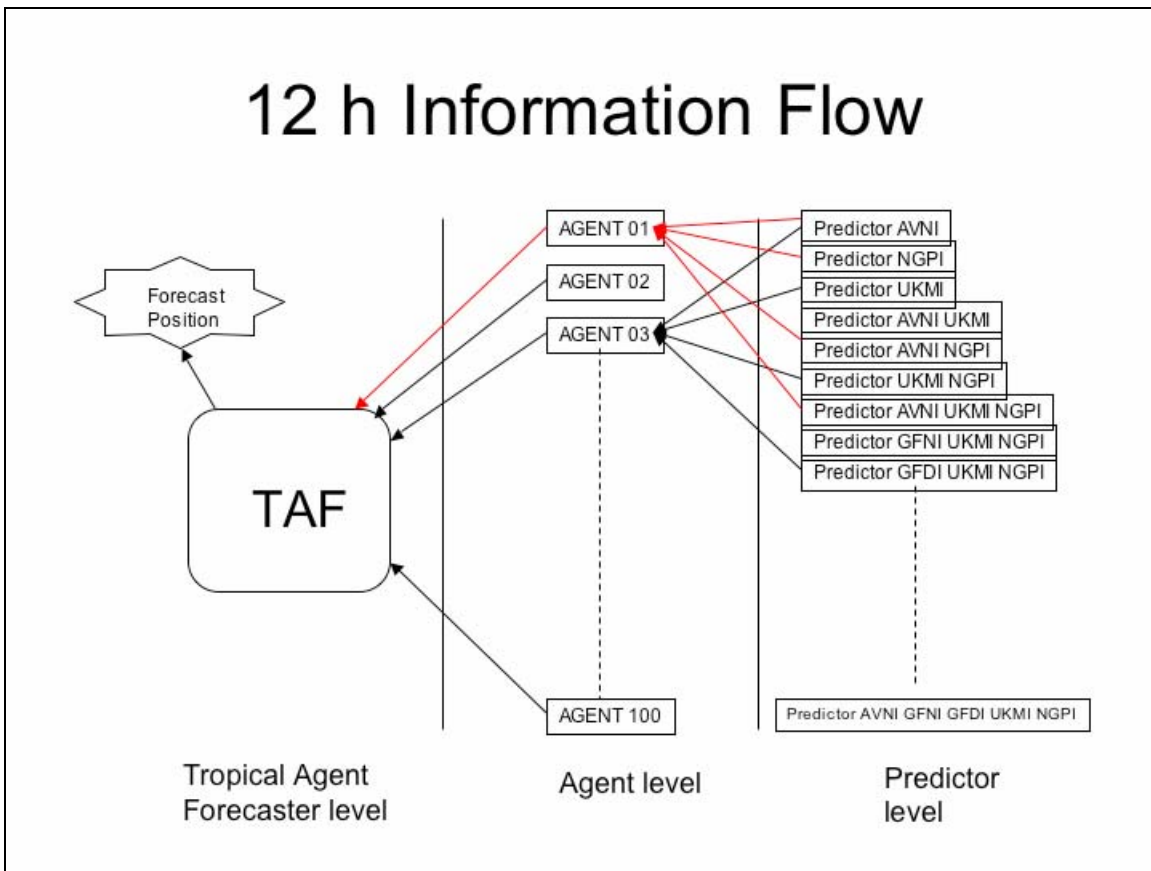 12 h Information Flow
Forecast
Position
TAF
Tropical Agent
Forecaster level
AGENT 01
AGENT 02
AGENT 03
AGENT 100
Agent level
Predictor AVNI
Predictor NGPI
Predictor UKMI
Predictor AVNI UKMI
Predictor AVNI NGPI
Predictor UKMI NGPI
Predictor AVNI UKMI NGPI
Predictor GFNI UKMI NGPI
Predictor GFDI UKMI NGPI
Predictor AVNI GFNI GFDI UKMI NGPI
Predictor
level